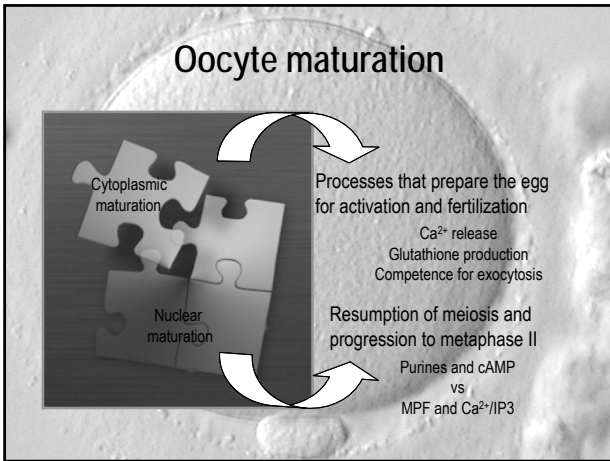 Oocyte maturation
Cytoplasmic
maturation
Processes that prepare the egg
for activation and fertilization
Ca²⁺ release
Glutathione production
Competence for exocytosis
Nuclear
maturation
Resumption of meiosis and
progression to metaphase II
Purines and cAMP
vs
MPF and Ca²⁺/IP3